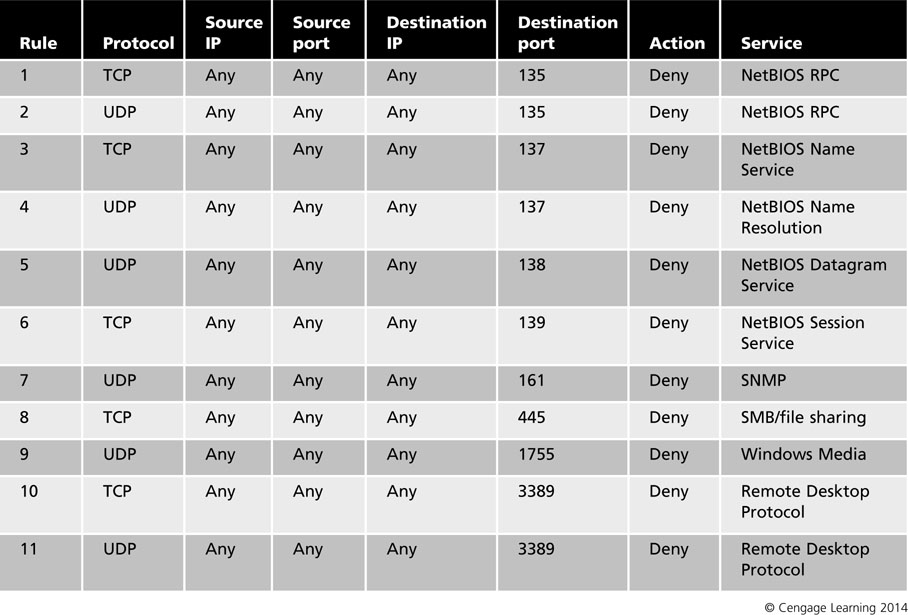 Rule Protocol Source IP Source port Destination IP Destination port Action Service
1 TCP Any Any Any 135 Deny NetBIOS RPC
2 UDP Any Any Any 135 Deny NetBIOS RPC
3 TCP Any Any Any 137 Deny NetBIOS Name Service
4 UDP Any Any Any 137 Deny NetBIOS Name Resolution
5 UDP Any Any Any 138 Deny NetBIOS Datagram Service
6 TCP Any Any Any 139 Deny NetBIOS Session Service
7 UDP Any Any Any 161 Deny SNMP
8 TCP Any Any Any 445 Deny SMB/file sharing
9 UDP Any Any Any 1755 Deny Windows Media
10 TCP Any Any Any 3389 Deny Remote Desktop Protocol
11 UDP Any Any Any 3389 Deny Remote Desktop Protocol
© Cengage Learning 2014